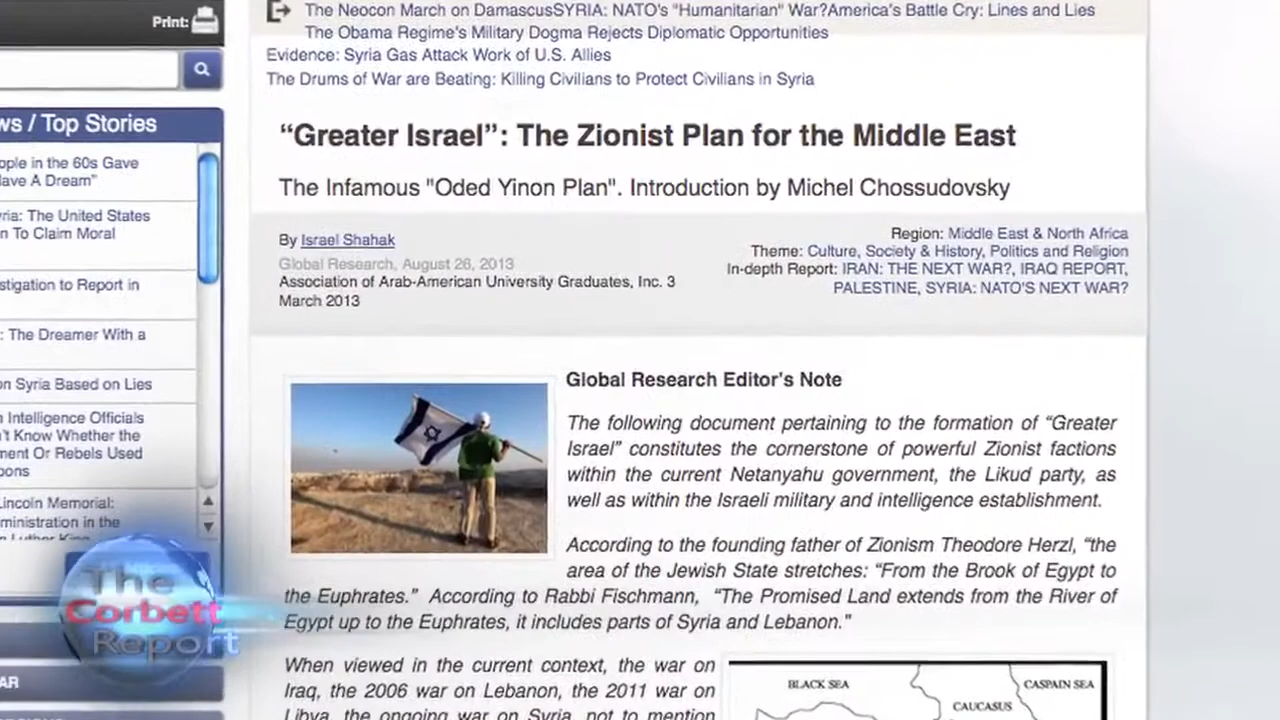 Print:
The Neocon March on DamascusSYRIA: NATO's "Humanitarian" War?America's Battle Cry: Lines and Lies
The Obama Regime's Military Dogma Rejects Diplomatic Opportunities
Evidence: Syria Gas Attack Work of U.S. Allies
The Drums of War are Beating: Killing Civilians to Protect Civilians in Syria
/ Top Stories
in the 60s Gave
A Dream"
The United States
To Claim Moral
to Report in
: The Dreamer With a
on Syria Based on Lies
Intelligence Officials
Know Whether the
Or Rebels Used
Lincoln Memorial:
in the
“Greater Israel”: The Zionist Plan for the Middle East
The Infamous "Oded Yinon Plan". Introduction by Michel Chossudovsky
By Israel Shahak
Global Research, August 26, 2013
Association of Arab-American University Graduates, Inc. 3
March 2013
Region: Middle East & North Africa
Theme: Culture, Society & History, Politics and Religion
In-depth Report: IRAN: THE NEXT WAR?, IRAQ REPORT,
PALESTINE, SYRIA: NATO'S NEXT WAR?
Global Research Editor's Note
The following document pertaining to the formation of “Greater
Israel” constitutes the cornerstone of powerful Zionist factions
within the current Netanyahu government, the Likud party, as
well as within the Israeli military and intelligence establishment.
According to the founding father of Zionism Theodore Herzl, “the
area of the Jewish State stretches: “From the Brook of Egypt to
the Euphrates.” According to Rabbi Fischmann, “The Promised Land extends from the River of
Egypt up to the Euphrates, it includes parts of Syria and Lebanon.”
When viewed in the current context, the war on
Iraq, the 2006 war on Lebanon, the 2011 war on
Libya, the ongoing war on Syria, not to mention
BLACK SEA
CASPAIN SEA
CAUCASUS
The
Corbett
Report